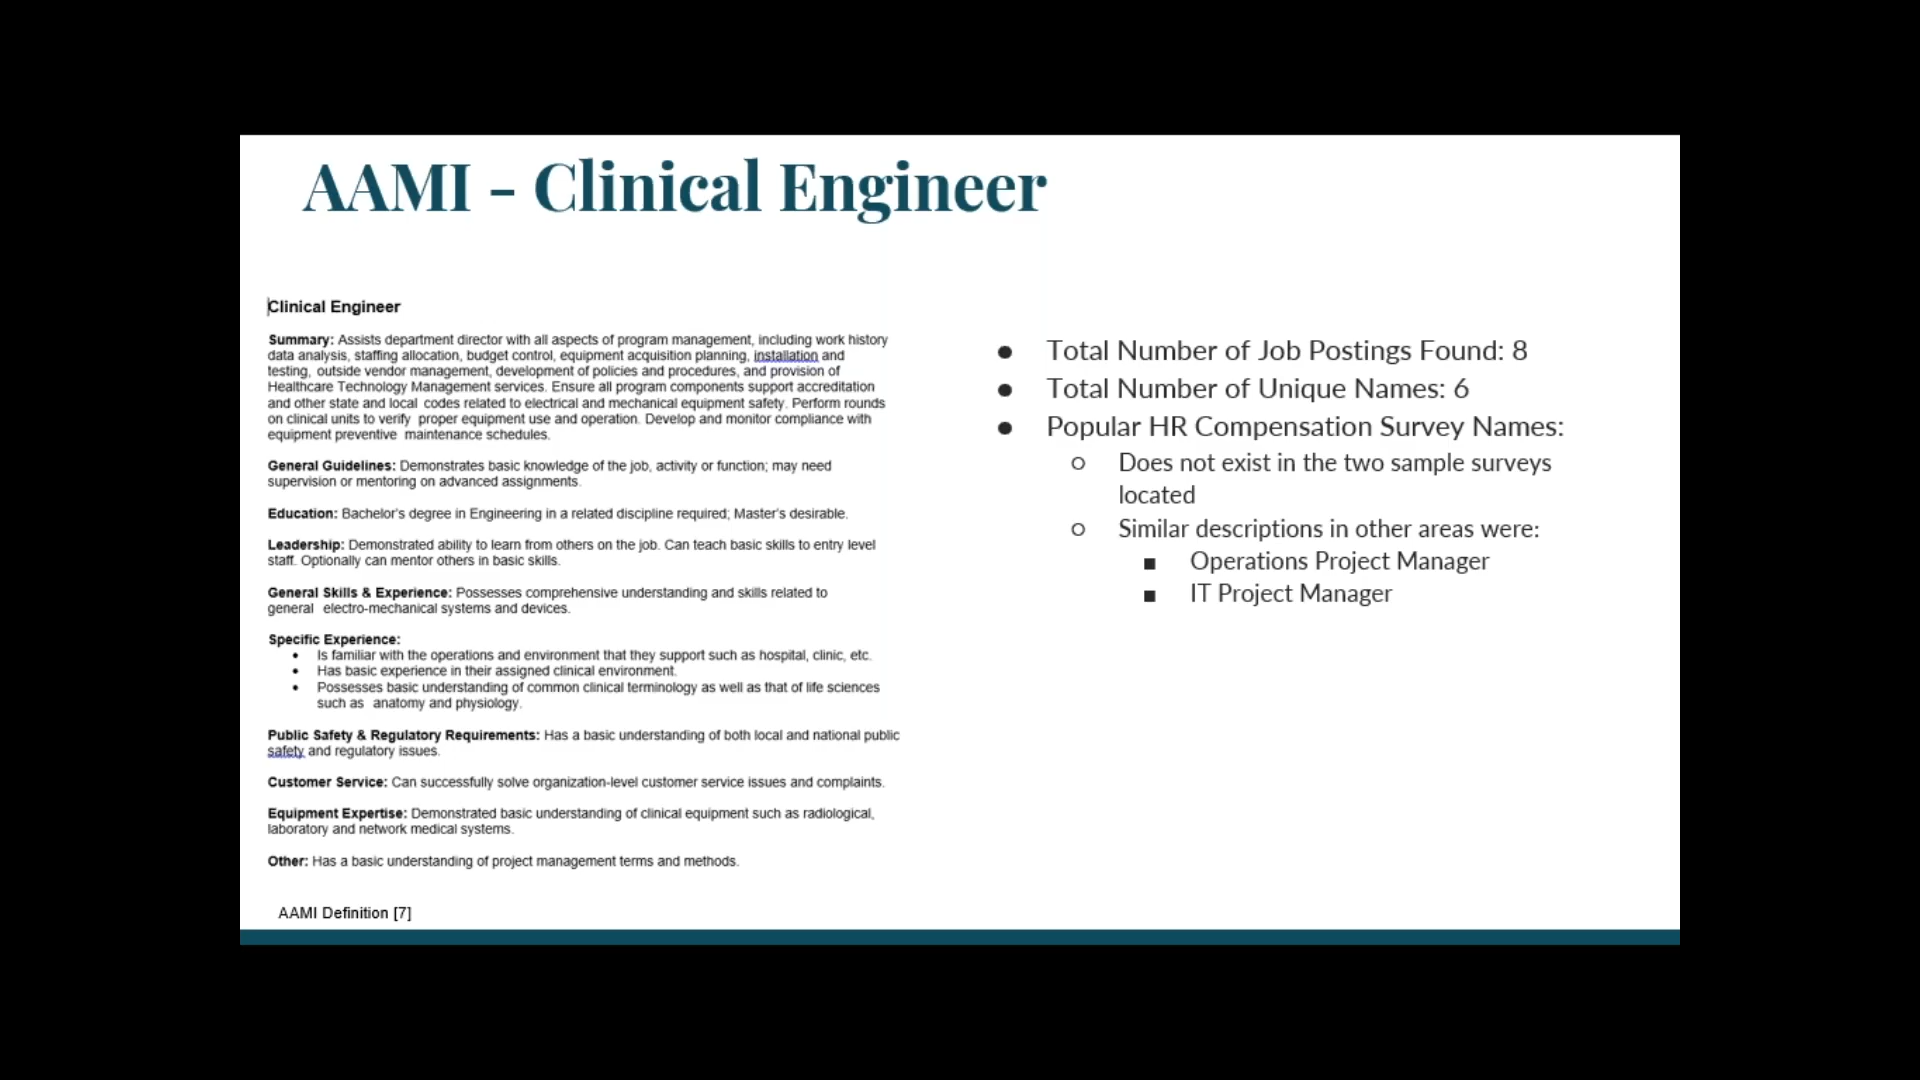 AAMI - Clinical Engineer
Clinical Engineer
Summary: Assists department director with all aspects of program management, including work history
data analysis, staffing allocation, budget control, equipment acquisition planning, installation and
testing, outside vendor management, development of policies and procedures, and provision of
Healthcare Technology Management services. Ensure all program components support accreditation
and other state and local codes related to electrical and mechanical equipment safety. Perform rounds
on clinical units to verify proper equipment use and operation. Develop and monitor compliance with
equipment preventive maintenance schedules.
General Guidelines: Demonstrates basic knowledge of the job, activity or function; may need
supervision or mentoring on advanced assignments.
Education: Bachelor's degree in Engineering in a related discipline required; Master's desirable.
Leadership: Demonstrated ability to learn from others on the job. Can teach basic skills to entry level
staff. Optionally can mentor others in basic skills.
General Skills & Experience: Possesses comprehensive understanding and skills related to
general electro-mechanical systems and devices.
Specific Experience:
• Is familiar with the operations and environment that they support such as hospital, clinic, etc.
• Has basic experience in their assigned clinical environment.
• Possesses basic understanding of common clinical terminology as well as that of life sciences
such as anatomy and physiology.
Public Safety & Regulatory Requirements: Has a basic understanding of both local and national public
safety and regulatory issues.
Customer Service: Can successfully solve organization-level customer service issues and complaints.
Equipment Expertise: Demonstrated basic understanding of clinical equipment such as radiological,
laboratory and network medical systems.
Other: Has a basic understanding of project management terms and methods.
AAMI Definition [7]
● Total Number of Job Postings Found: 8
● Total Number of Unique Names: 6
● Popular HR Compensation Survey Names:
○ Does not exist in the two sample surveys
located
○ Similar descriptions in other areas were:
■ Operations Project Manager
■ IT Project Manager